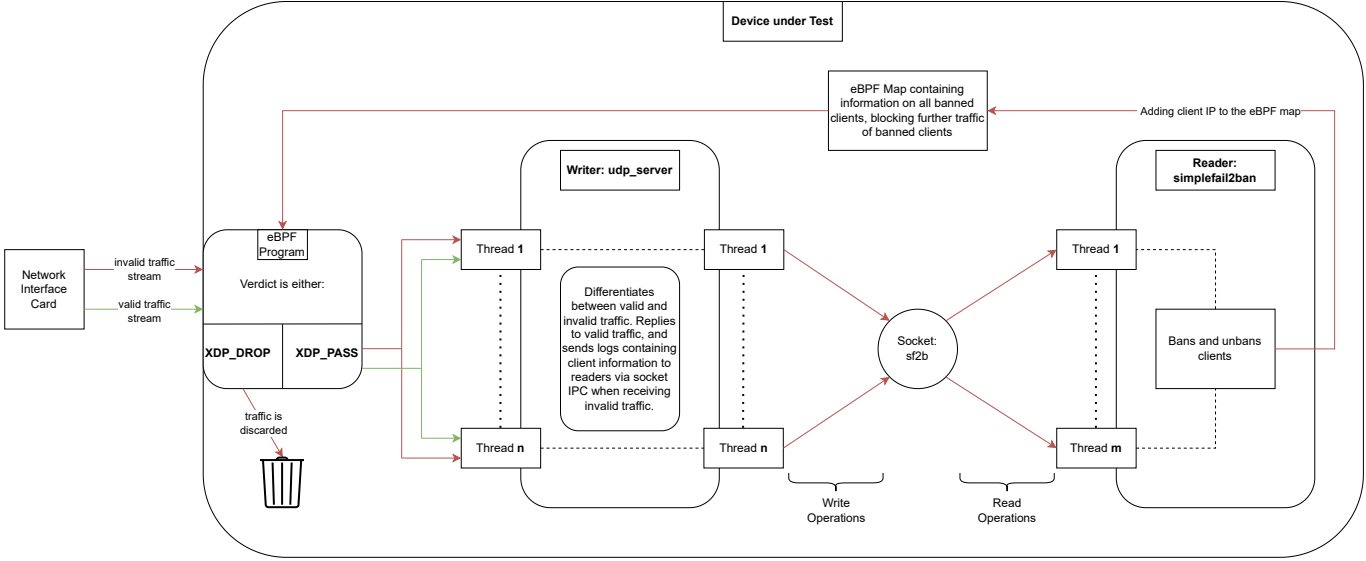 Device under Test
eBPF Map containing
information on all banned
clients, blocking further traffic
of banned clients
Adding client IP to the eBPF map
Writer: udp_server
Reader:
simplefail2ban
eBPF
Program
Verdict is either:
XDP_DROP
XDP_PASS
Network
Interface
Card
invalid traffic
stream
valid traffic
stream
traffic is
discarded
Thread 1
Thread 1
Differentiates
between valid and
invalid traffic. Replies
to valid traffic, and
sends logs containing
client information to
readers via socket
IPC when receiving
invalid traffic.
Thread n
Thread n
Socket:
sf2b
Write
Operations
Read
Operations
Thread 1
Bans and unbans
clients
Thread m